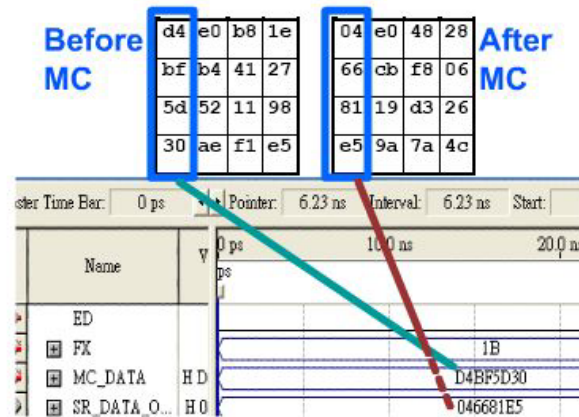 Before MC
d4 e0 b8 1e
bf b4 41 27
5d 52 11 98
30 ae f1 e5
04 e0 48 28
66 cb f8 06
81 19 d3 26
e5 9a 7a 4c
After MC
ster Time Bar: 0 ps Pointer: 6.23 ns Interval: 6.23 ns Start:
Name V 0 ps 10.0 ns 20.0 n
ps
ED
FX 1B
MC_DATA H D D4BF5D30
SR_DATA_O... H 0 046681E5